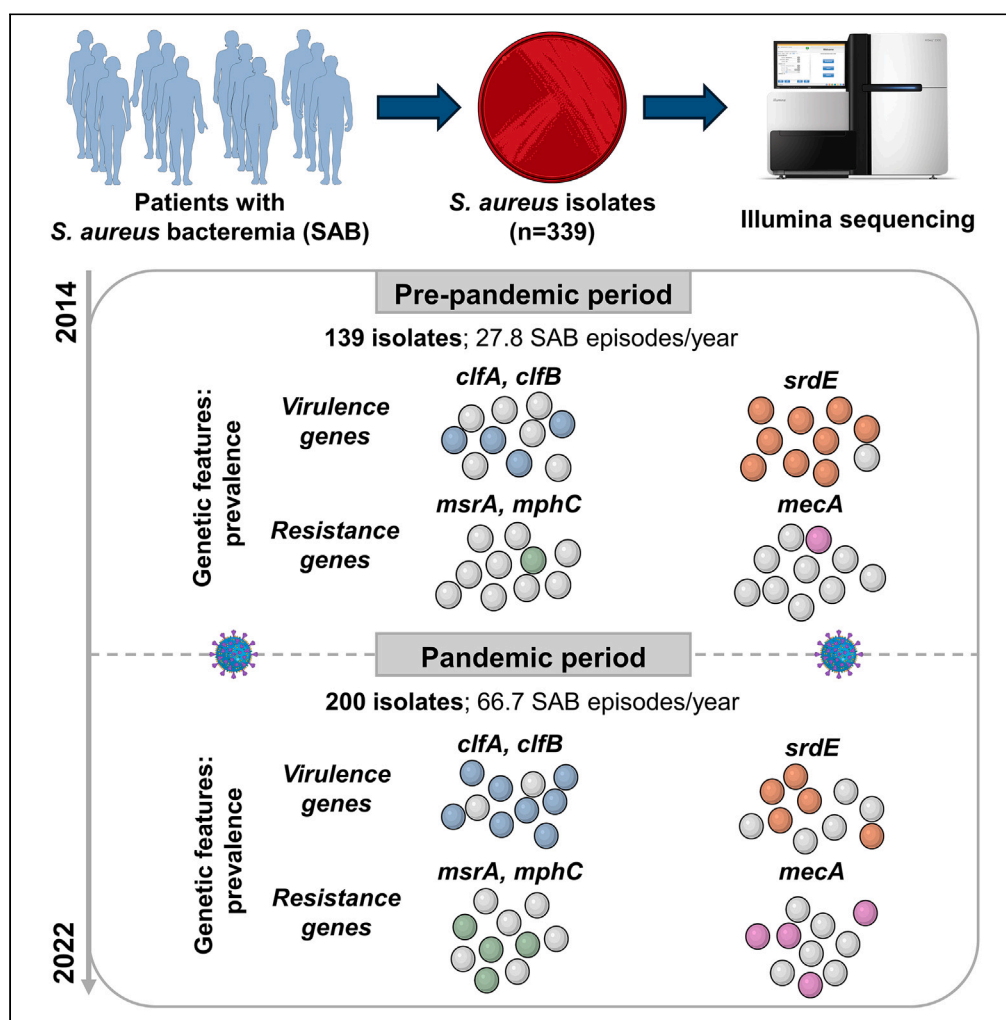 Patients with
S. aureus bacteremia (SAB)
S. aureus isolates
(n=339)
Illumina sequencing
2014
Pre-pandemic period
139 isolates; 27.8 SAB episodes/year
Genetic features:
prevalence
Virulence
genes
clfA, clfB
srdE
Resistance
genes
msrA, mphC
mecA
Pandemic period
200 isolates; 66.7 SAB episodes/year
Genetic features:
prevalence
Virulence
genes
clfA, clfB
srdE
Resistance
genes
msrA, mphC
mecA
2022